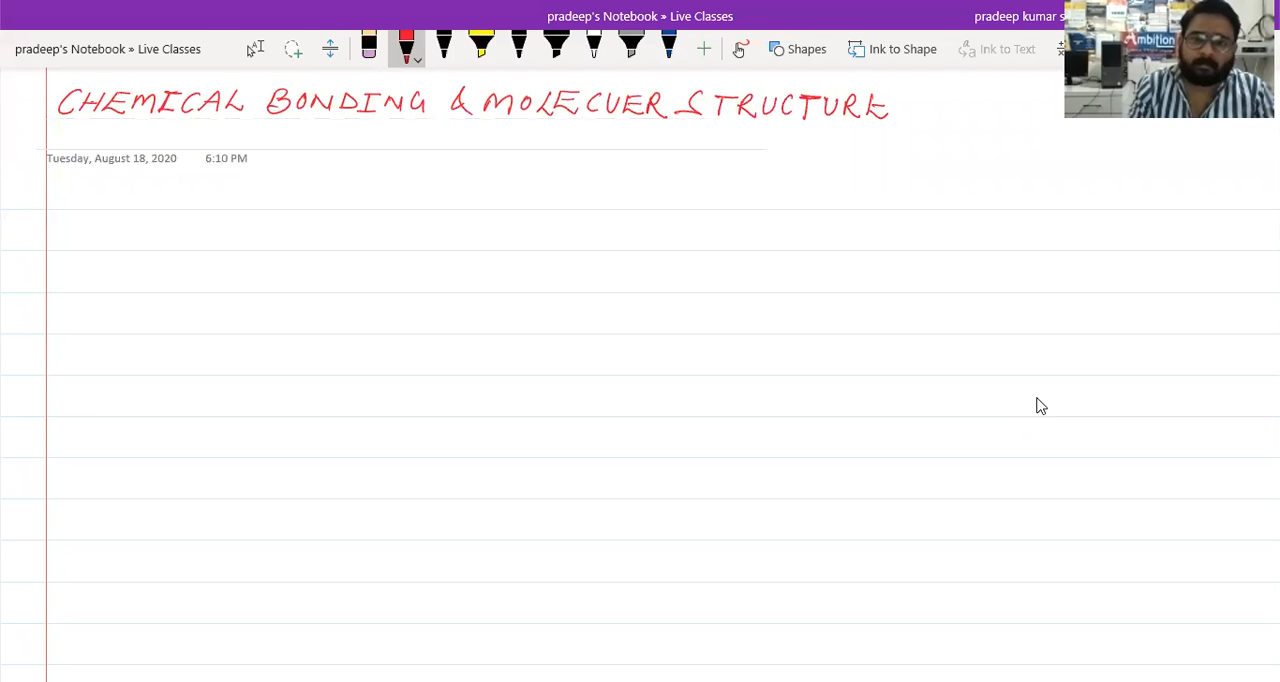 pradeep's Notebook » Live Classes
pradeep kumar s
pradeep's Notebook » Live Classes
Shapes
Ink to Shape
Ink to Text
Ambition
CHEMICAL BONDING & MOLECUER STRUCTURE
Tuesday, August 18, 2020 6:10 PM